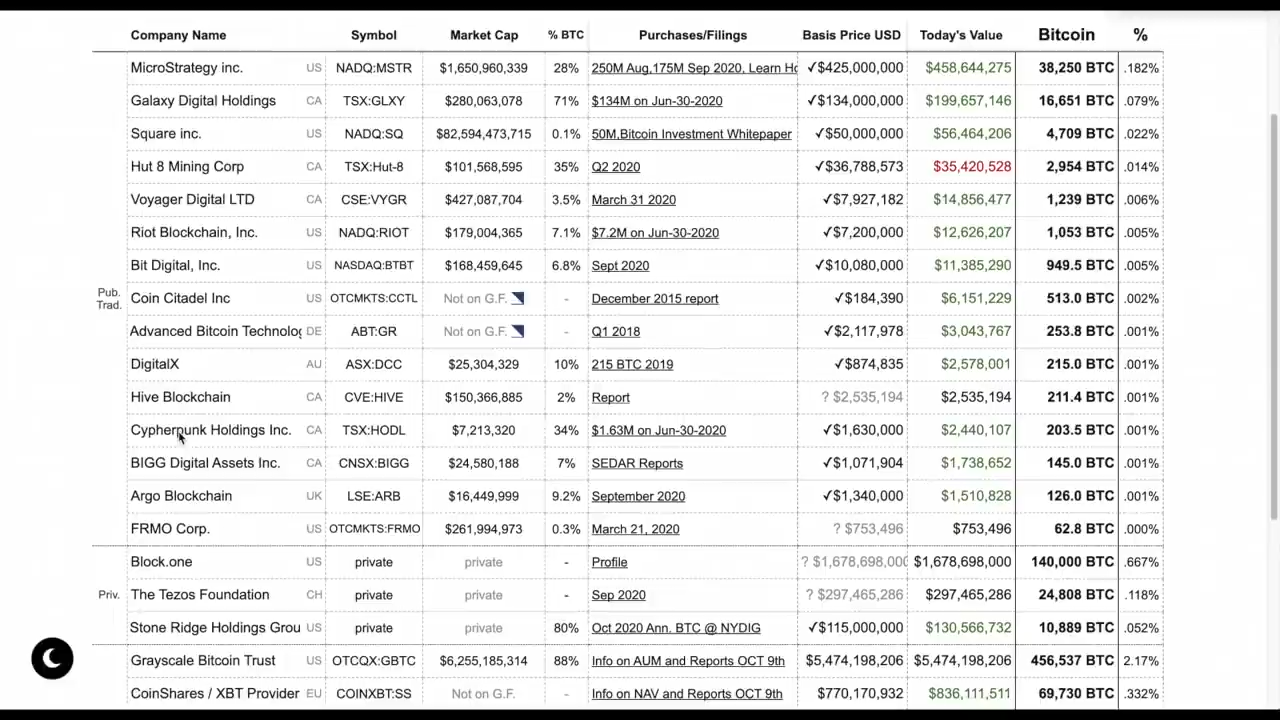 Company Name Symbol Market Cap % BTC Purchases/Filings Basis Price USD Today's Value Bitcoin %
MicroStrategy inc. US NADQ:MSTR $1,650,960,339 28% 250M Aug,175M Sep 2020, Learn Ho ✓$425,000,000 $458,644,275 38,250 BTC .182%
Galaxy Digital Holdings CA TSX:GLXY $280,063,078 71% $134M on Jun-30-2020 ✓$134,000,000 $199,657,146 16,651 BTC .079%
Square inc. US NADQ:SQ $82,594,473,715 0.1% 50M,Bitcoin Investment Whitepaper ✓$50,000,000 $56,464,206 4,709 BTC .022%
Hut 8 Mining Corp CA TSX:Hut-8 $101,568,595 35% Q2 2020 ✓$36,788,573 $35,420,528 2,954 BTC .014%
Voyager Digital LTD CA CSE:VYGR $427,087,704 3.5% March 31 2020 ✓$7,927,182 $14,856,477 1,239 BTC .006%
Riot Blockchain, Inc. US NADQ:RIOT $179,004,365 7.1% $7.2M on Jun-30-2020 ✓$7,200,000 $12,626,207 1,053 BTC .005%
Bit Digital, Inc. US NASDAQ:BTBT $168,459,645 6.8% Sept 2020 ✓$10,080,000 $11,385,290 949.5 BTC .005%
Pub. Trad.
Coin Citadel Inc US OTCMKTS:CCTL Not on G.F. - December 2015 report ✓$184,390 $6,151,229 513.0 BTC .002%
Advanced Bitcoin Technolog DE ABT:GR Not on G.F. - Q1 2018 ✓$2,117,978 $3,043,767 253.8 BTC .001%
DigitalX AU ASX:DCC $25,304,329 10% 215 BTC 2019 ✓$874,835 $2,578,001 215.0 BTC .001%
Hive Blockchain CA CVE:HIVE $150,366,885 2% Report ? $2,535,194 $2,535,194 211.4 BTC .001%
Cypherpunk Holdings Inc. CA TSX:HODL $7,213,320 34% $1.63M on Jun-30-2020 ✓$1,630,000 $2,440,107 203.5 BTC .001%
BIGG Digital Assets Inc. CA CNSX:BIGG $24,580,188 7% SEDAR Reports ✓$1,071,904 $1,738,652 145.0 BTC .001%
Argo Blockchain UK LSE:ARB $16,449,999 9.2% September 2020 ✓$1,340,000 $1,510,828 126.0 BTC .001%
FRMO Corp. US OTCMKTS:FRMO $261,994,973 0.3% March 21, 2020 ? $753,496 $753,496 62.8 BTC .000%
Block.one US private private - Profile ? $1,678,698,000 $1,678,698,000 140,000 BTC .667%
Priv. The Tezos Foundation CH private private - Sep 2020 ? $297,465,286 $297,465,286 24,808 BTC .118%
Stone Ridge Holdings Grou US private private 80% Oct 2020 Ann. BTC @ NYDIG ✓$115,000,000 $130,566,732 10,889 BTC .052%
Grayscale Bitcoin Trust US OTCQX:GBTC $6,255,185,314 88% Info on AUM and Reports OCT 9th $5,474,198,206 $5,474,198,206 456,537 BTC 2.17%
CoinShares / XBT Provider EU COINXBT:SS Not on G.F. - Info on NAV and Reports OCT 9th $770,170,932 $836,111,511 69,730 BTC .332%